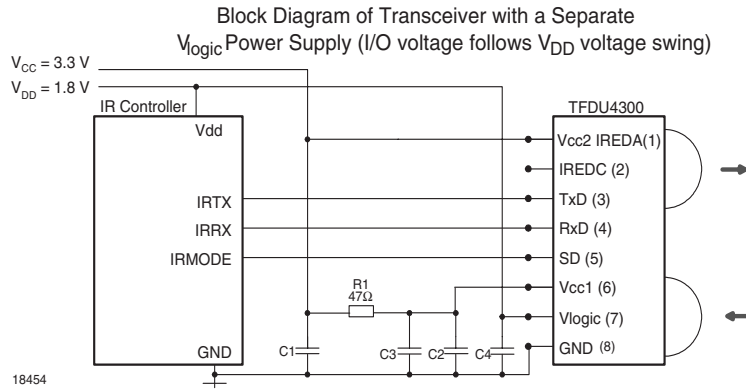 Block Diagram of Transceiver with a Separate
Vlogic Power Supply (I/O voltage follows VDD voltage swing)
VCC = 3.3 V
VDD = 1.8 V
IR Controller
TFDU4300
Vdd
Vcc2 IREDA(1)
IREDC (2)
IRTX
TxD (3)
IRRX
RxD (4)
IRMODE
SD (5)
R1
47Ω
Vcc1 (6)
Vlogic (7)
GND
C1
C3
C2
C4
GND (8)
18454